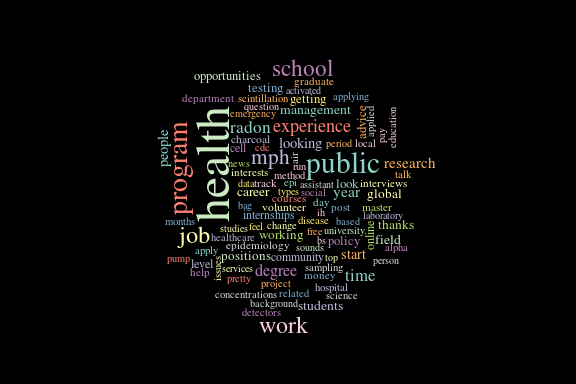 school
opportunities
graduate
testing activated
department scintillation getting applying
question management
emergency
health
radon experience advice applied pay education
people program
charcoal looking period local
cell cdc mph air public research
news run talk
interests method
datatrack epi assistant look interviews
career types social year global
courses
bag volunteer day post master
internships ih laboratory
months disease based
studies feel change thanks
job healthcare working free university online
epidemiology bs policy field
apply positions sounds alpha
pump issues community top start person
level services degree sampling
help pretty money time
project hospital
concentrations related science
background students
detectors
work